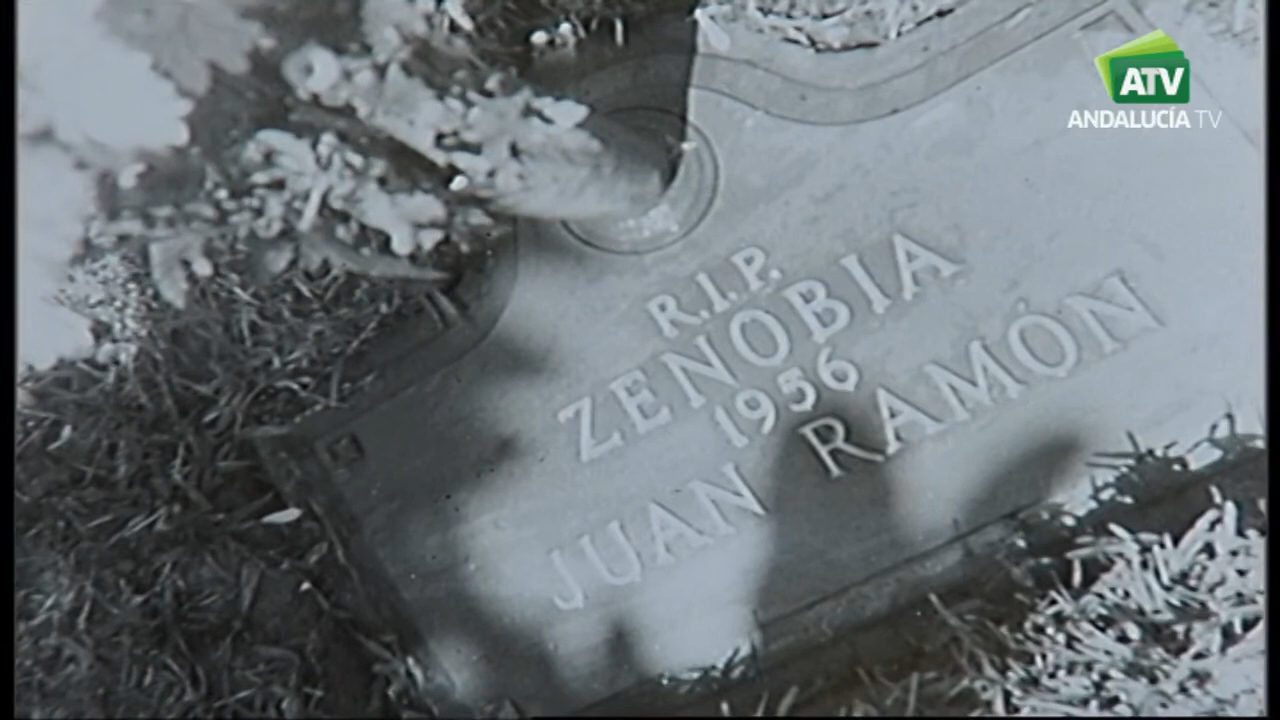 ATV
ANDALUCÍA TV
R.I.P.
ZENOBIA
1956
JUAN RAMÓN